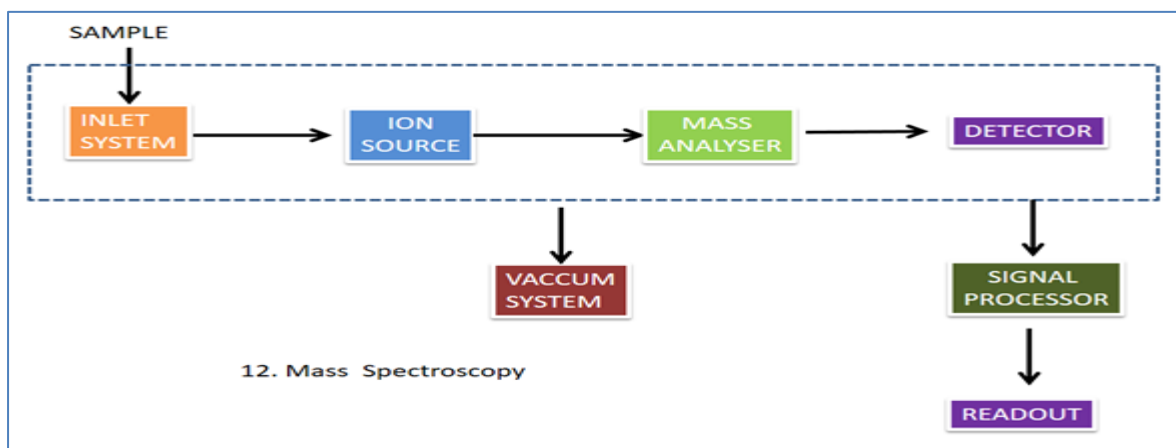 SAMPLE
INLET
SYSTEM
ION
SOURCE
MASS
ANALYSER
DETECTOR
VACCUM
SYSTEM
SIGNAL
PROCESSOR
12. Mass Spectroscopy
READOUT